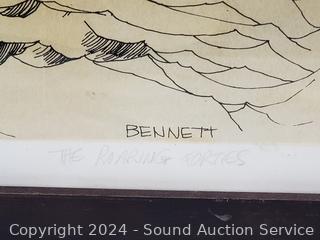 BENNETT
THE ROARING FORTIES
Copyright © 2024 - Sound Auction Service